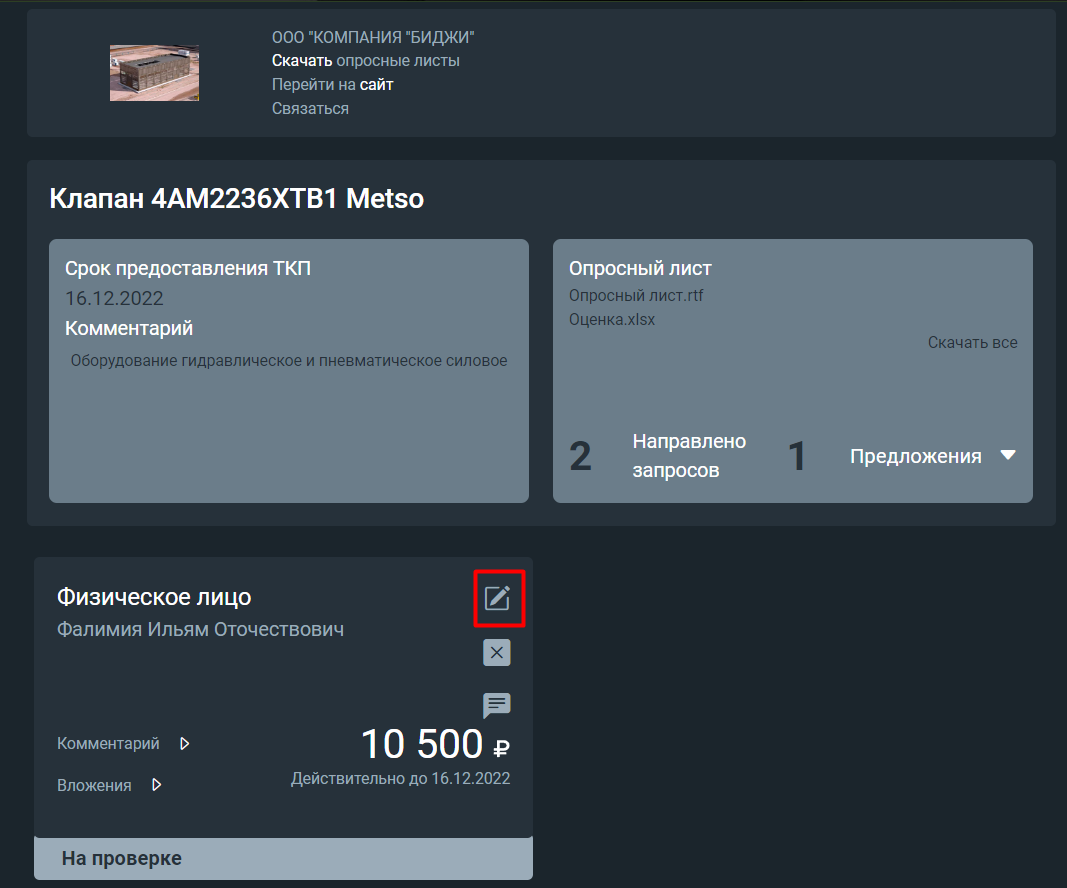 ООО "КОМПАНИЯ "БИДЖИ"
Скачать опросные листы
Перейти на сайт
Связаться
Клапан 4AM2236XTB1 Metso
Срок предоставления ТКП
16.12.2022
Комментарий
Оборудование гидравлическое и пневматическое силовое
Опросный лист
Опросный лист.rtf
Оценка.xlsx
Скачать все
2 Направлено запросов 1 Предложения
Физическое лицо
Фалимия Ильям Оточествович
Комментарий
10 500 ₽
Вложения
Действительно до 16.12.2022
На проверке